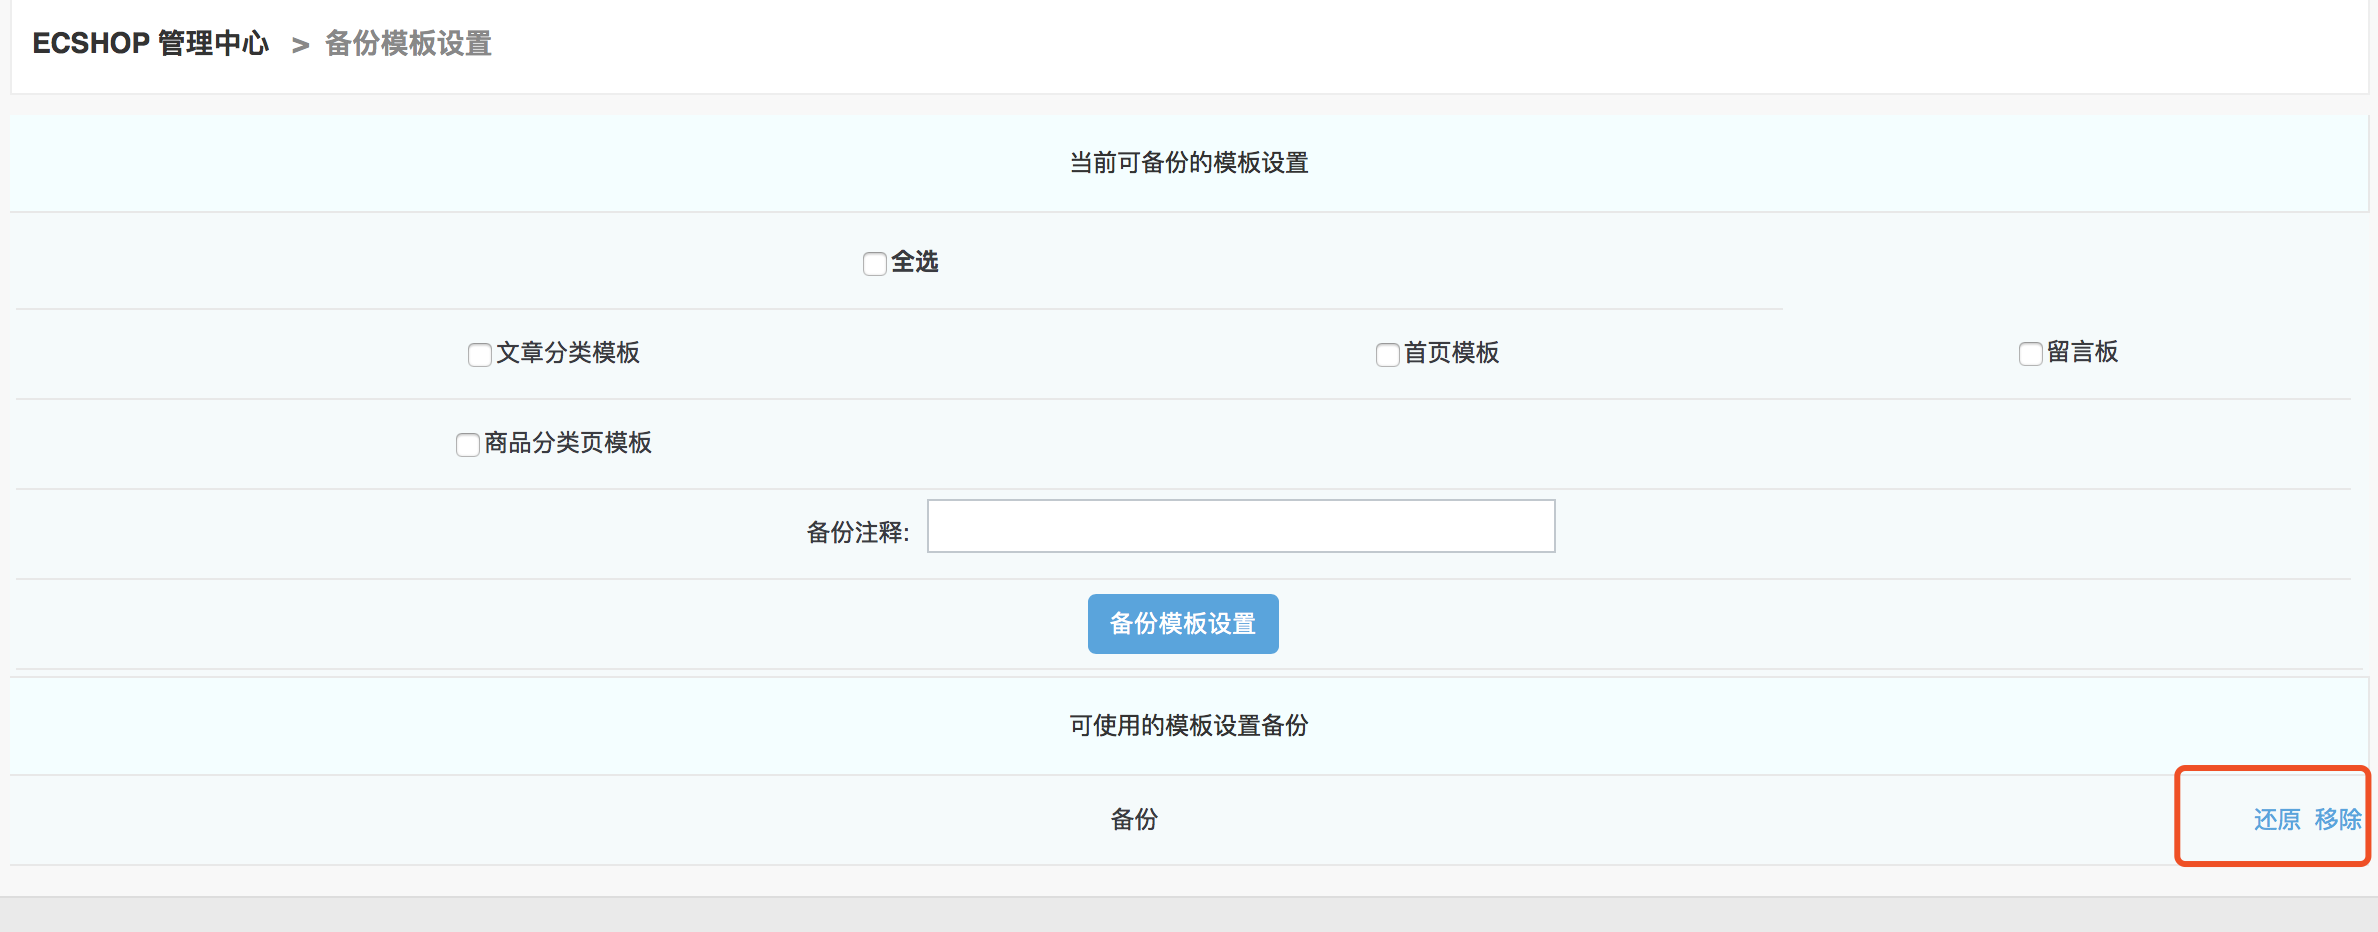 ECSHOP 管理中心 > 备份模板设置
当前可备份的模板设置
全选
文章分类模板 首页模板 留言板
商品分类页模板
备份注释:
备份模板设置
可使用的模板设置备份
备份 还原 移除